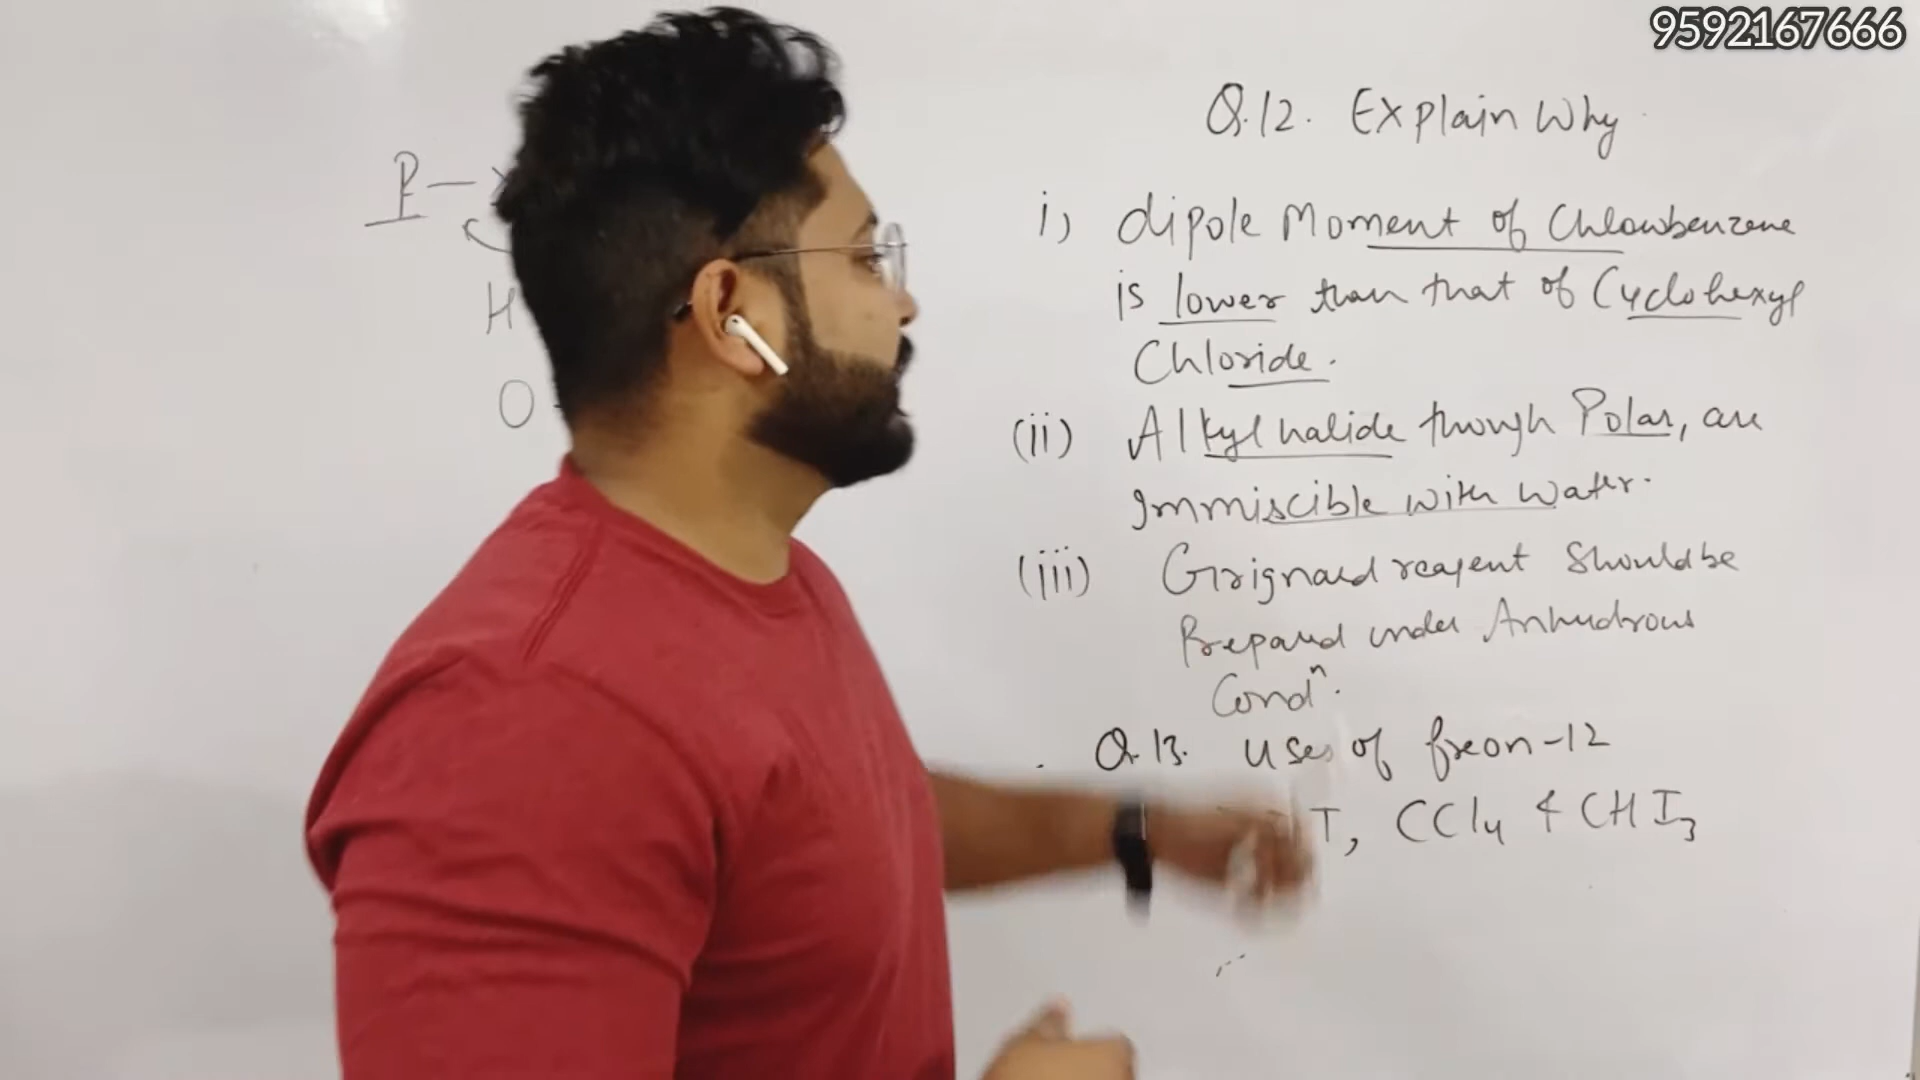 9592167666
Q.12. Explain Why
i) dipole Moment of Chlorobenzene
is lower than that of Cyclohexyl
Chloride.
(ii) Alkyl halide though Polar, are
Immiscible with water.
(iii) Grignard reagent Should be
Prepared under Anhydrous
Condn.
Q.13. Uses of freon-12
T, CCl4 & CHI3
R—X
H
O